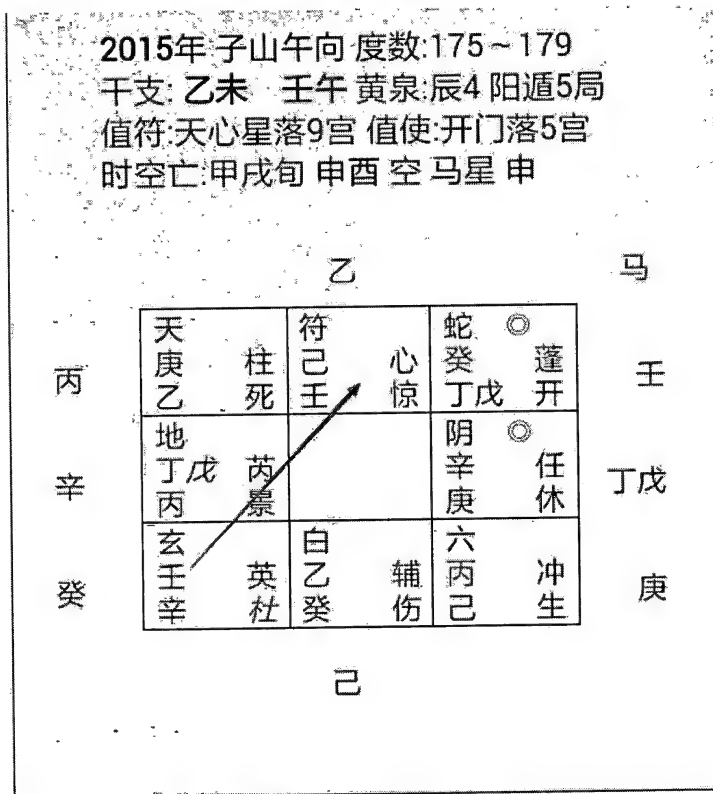 2015年 子山午向 度数:175~179
干支: 乙未 壬午 黄泉:辰4 阳遁5局
值符:天心星落9宫 值使:开门落5宫
时空亡:甲戌旬 申酉 空 马星 申
乙 马
天 符 蛇 ◎
丙 庚 柱 己 心 癸 蓬 壬
乙 死 壬 惊 丁戊 开
地 阴 ◎
辛 丁戊 芮 辛 任 丁戊
丙 景 庚 休
玄 白 六
癸 壬 英 乙 辅 丙 冲 庚
辛 杜 癸 伤 己 生
己